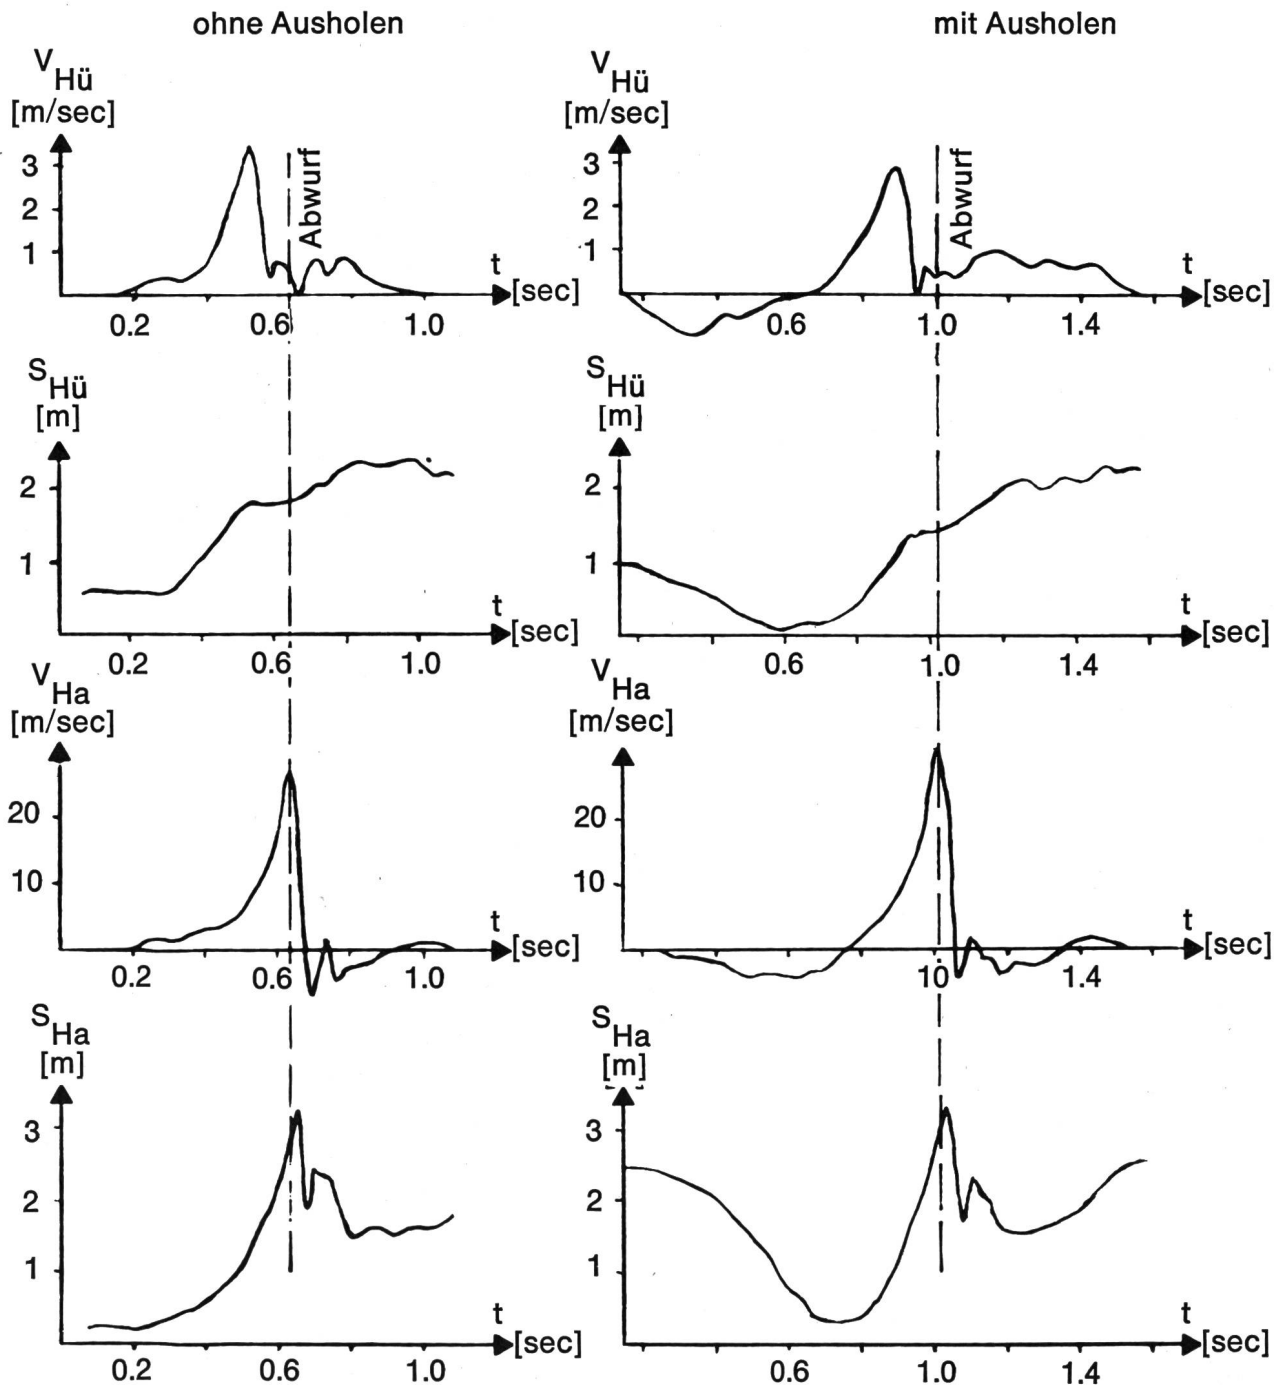 ohne Ausholen
mit Ausholen
V Hü
[m/sec]
3
2
1
Abwurf
t
[sec]
0.2 0.6 1.0
V Hü
[m/sec]
3
2
1
Abwurf
t
[sec]
0.6 1.0 1.4
S Hü
[m]
2
1
t
[sec]
0.2 0.6 1.0
S Hü
[m]
2
1
t
[sec]
0.6 1.0 1.4
V Ha
[m/sec]
20
10
t
[sec]
0.2 0.6 1.0
V Ha
[m/sec]
20
10
t
[sec]
10 1.4
S Ha
[m]
3
2
1
t
[sec]
0.2 0.6 1.0
S Ha
[m]
3
2
1
t
[sec]
0.6 1.0 1.4